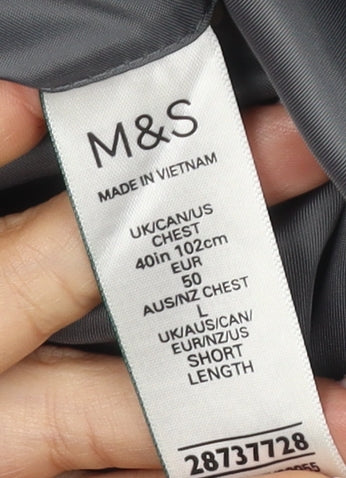 M&S
MADE IN VIETNAM
UK/CAN/US
CHEST
40in 102cm
EUR
50
AUS/NZ CHEST
L
UK/AUS/CAN/
EUR/NZ/US
SHORT
LENGTH
28737728